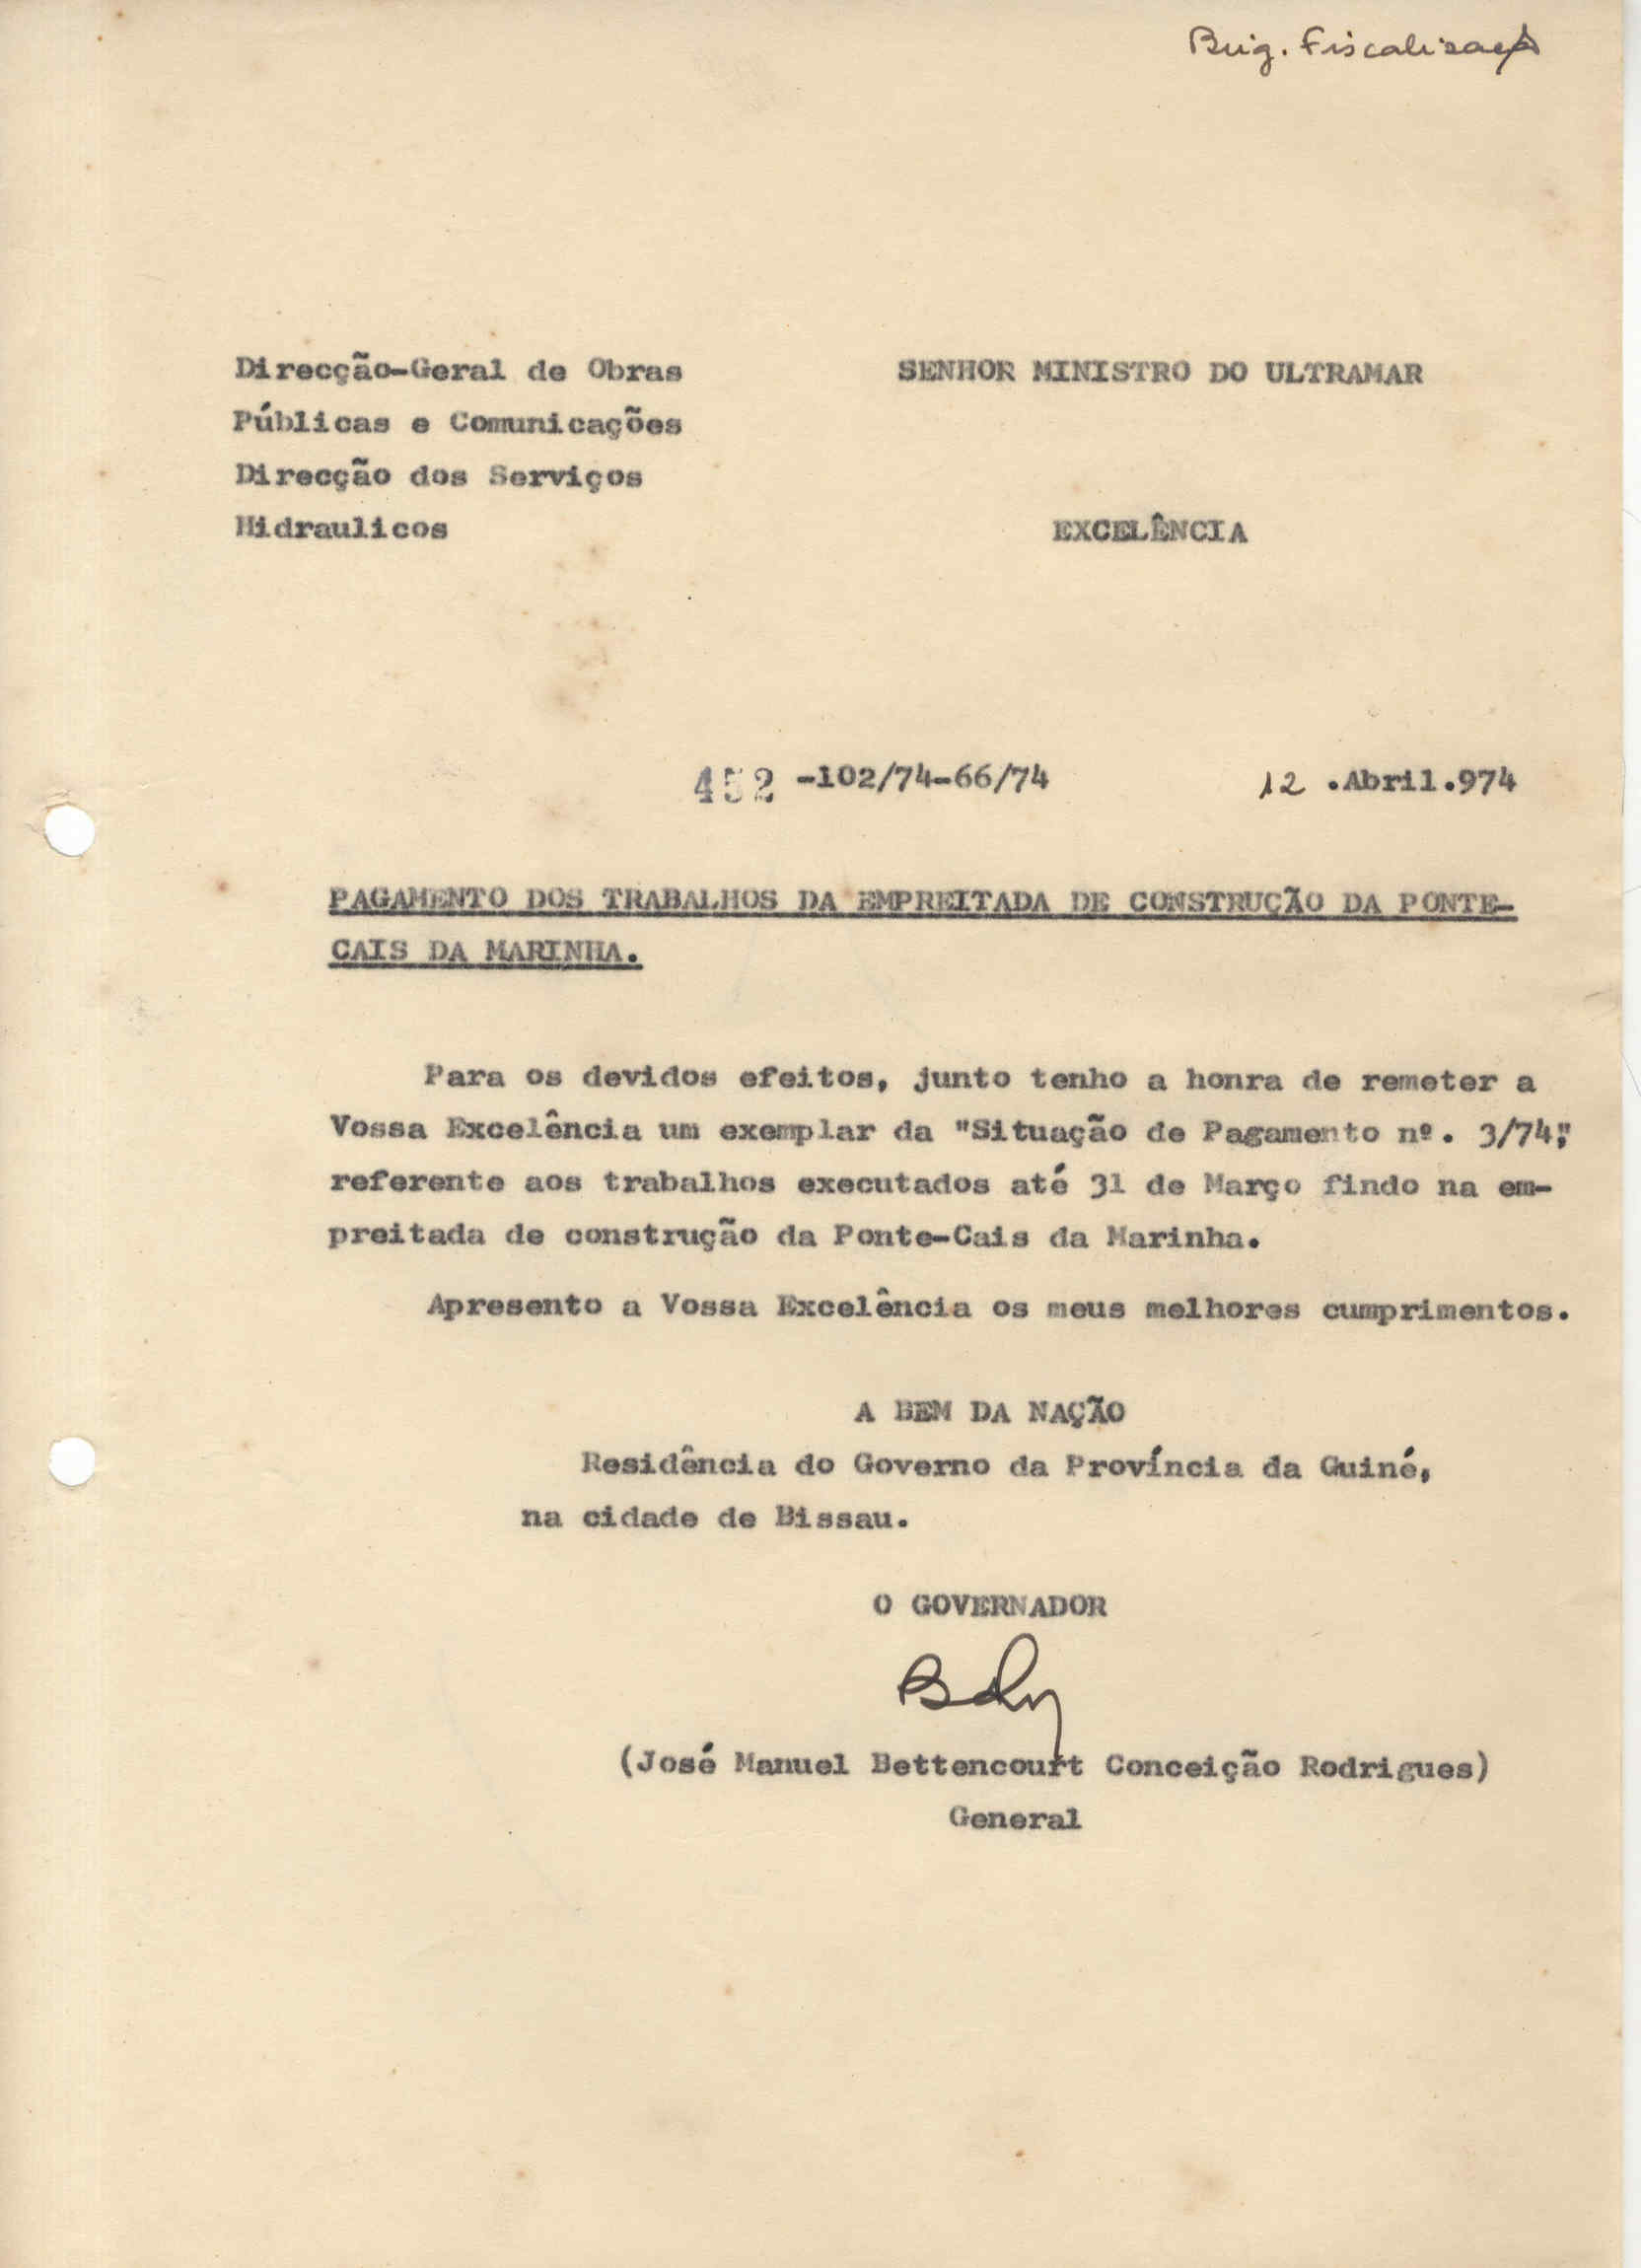 Brig. Fiscalização
Direcção-Geral de Obras
Públicas e Comunicações
Direcção dos Serviços
Hidraulicos
SENHOR MINISTRO DO ULTRAMAR
EXCELÊNCIA
452 -102/74-66/74 12 .Abril.974
PAGAMENTO DOS TRABALHOS DA EMPREITADA DE CONSTRUÇÃO DA PONTE-
CAIS DA MARINHA.
Para os devidos efeitos, junto tenho a honra de remeter a
Vossa Excelência um exemplar da "Situação de Pagamento nº. 3/74",
referente aos trabalhos executados até 31 de Março findo na em-
preitada de construção da Ponte-Cais da Marinha.
Apresento a Vossa Excelência os meus melhores cumprimentos.
A BEM DA NAÇÃO
Residência do Governo da Província da Guiné,
na cidade de Bissau.
O GOVERNADOR
(José Manuel Bettencourt Conceição Rodrigues)
General